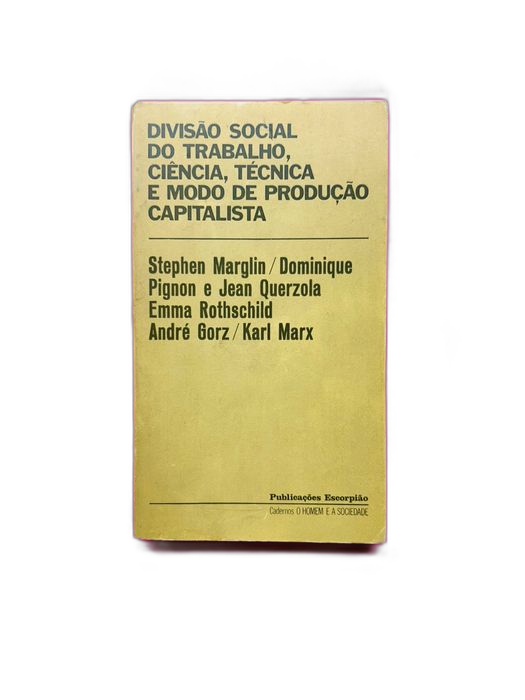 DIVISÃO SOCIAL
DO TRABALHO,
CIÊNCIA, TÉCNICA
E MODO DE PRODUÇÃO
CAPITALISTA
Stephen Marglin / Dominique
Pignon e Jean Querzola
Emma Rothschild
André Gorz / Karl Marx
Publicações Escorpião
Cadernos O HOMEM E A SOCIEDADE